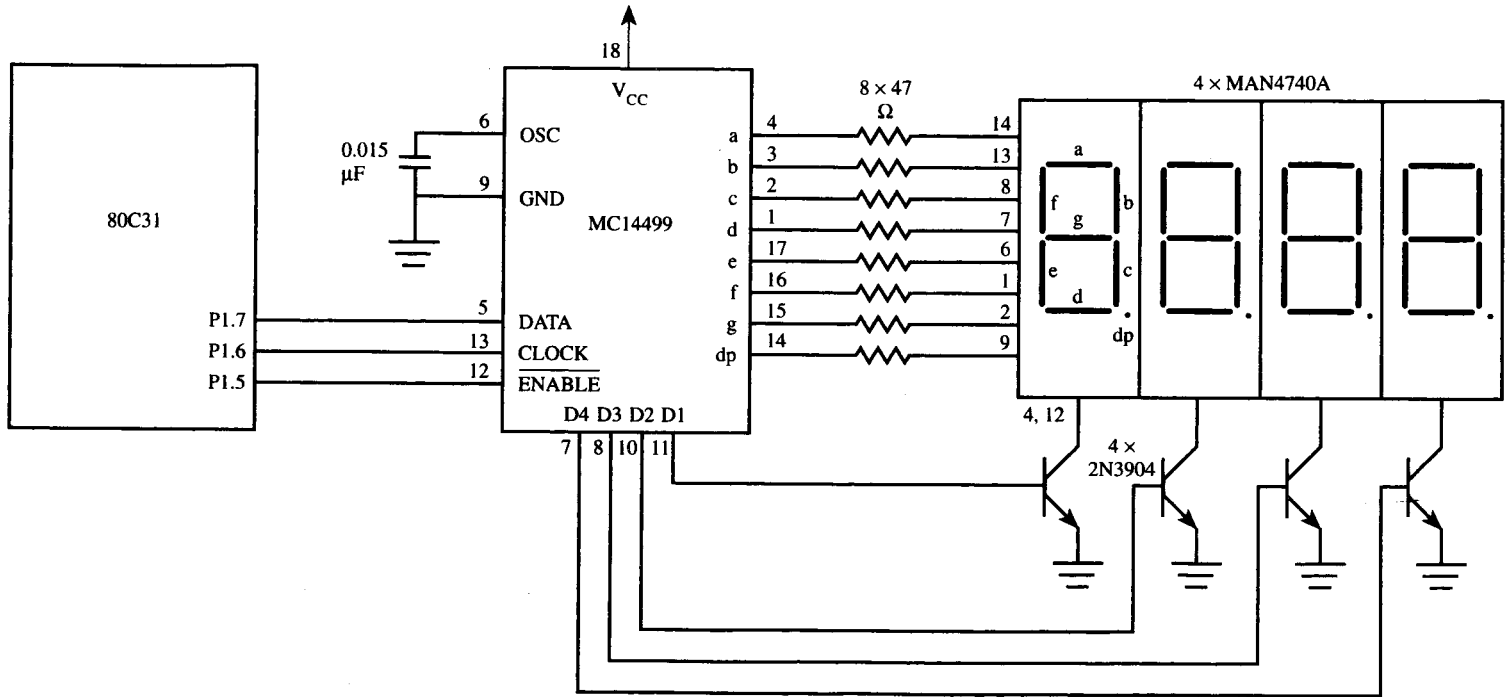 18
V_CC
6
OSC
0.015
μF
9
GND
80C31
MC14499
P1.7
5
DATA
P1.6
13
CLOCK
P1.5
12
ENABLE
a
4
b
3
c
2
d
1
e
17
f
16
g
15
dp
14
D4 D3 D2 D1
7
8
10
11
8 × 47
Ω
4 × MAN4740A
14
13
8
7
6
1
2
9
a
f
b
g
e
c
d
dp
4, 12
4 ×
2N3904